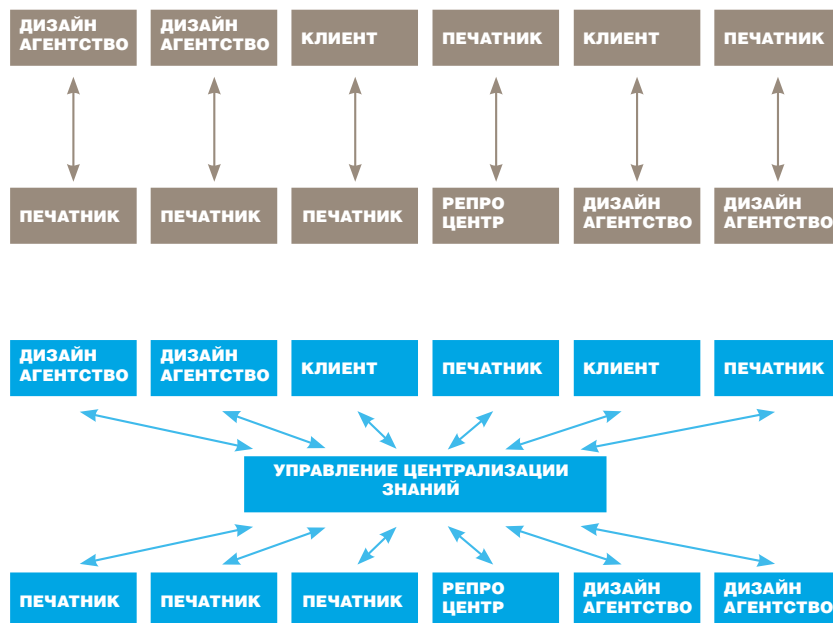 ДИЗАЙН
АГЕНТСТВО
ДИЗАЙН
АГЕНТСТВО
КЛИЕНТ
ПЕЧАТНИК
КЛИЕНТ
ПЕЧАТНИК
ПЕЧАТНИК
ПЕЧАТНИК
ПЕЧАТНИК
РЕПРО
ЦЕНТР
ДИЗАЙН
АГЕНТСТВО
ДИЗАЙН
АГЕНТСТВО
ДИЗАЙН
АГЕНТСТВО
ДИЗАЙН
АГЕНТСТВО
КЛИЕНТ
ПЕЧАТНИК
КЛИЕНТ
ПЕЧАТНИК
УПРАВЛЕНИЕ ЦЕНТРАЛИЗАЦИИ
ЗНАНИЙ
ПЕЧАТНИК
ПЕЧАТНИК
ПЕЧАТНИК
РЕПРО
ЦЕНТР
ДИЗАЙН
АГЕНТСТВО
ДИЗАЙН
АГЕНТСТВО